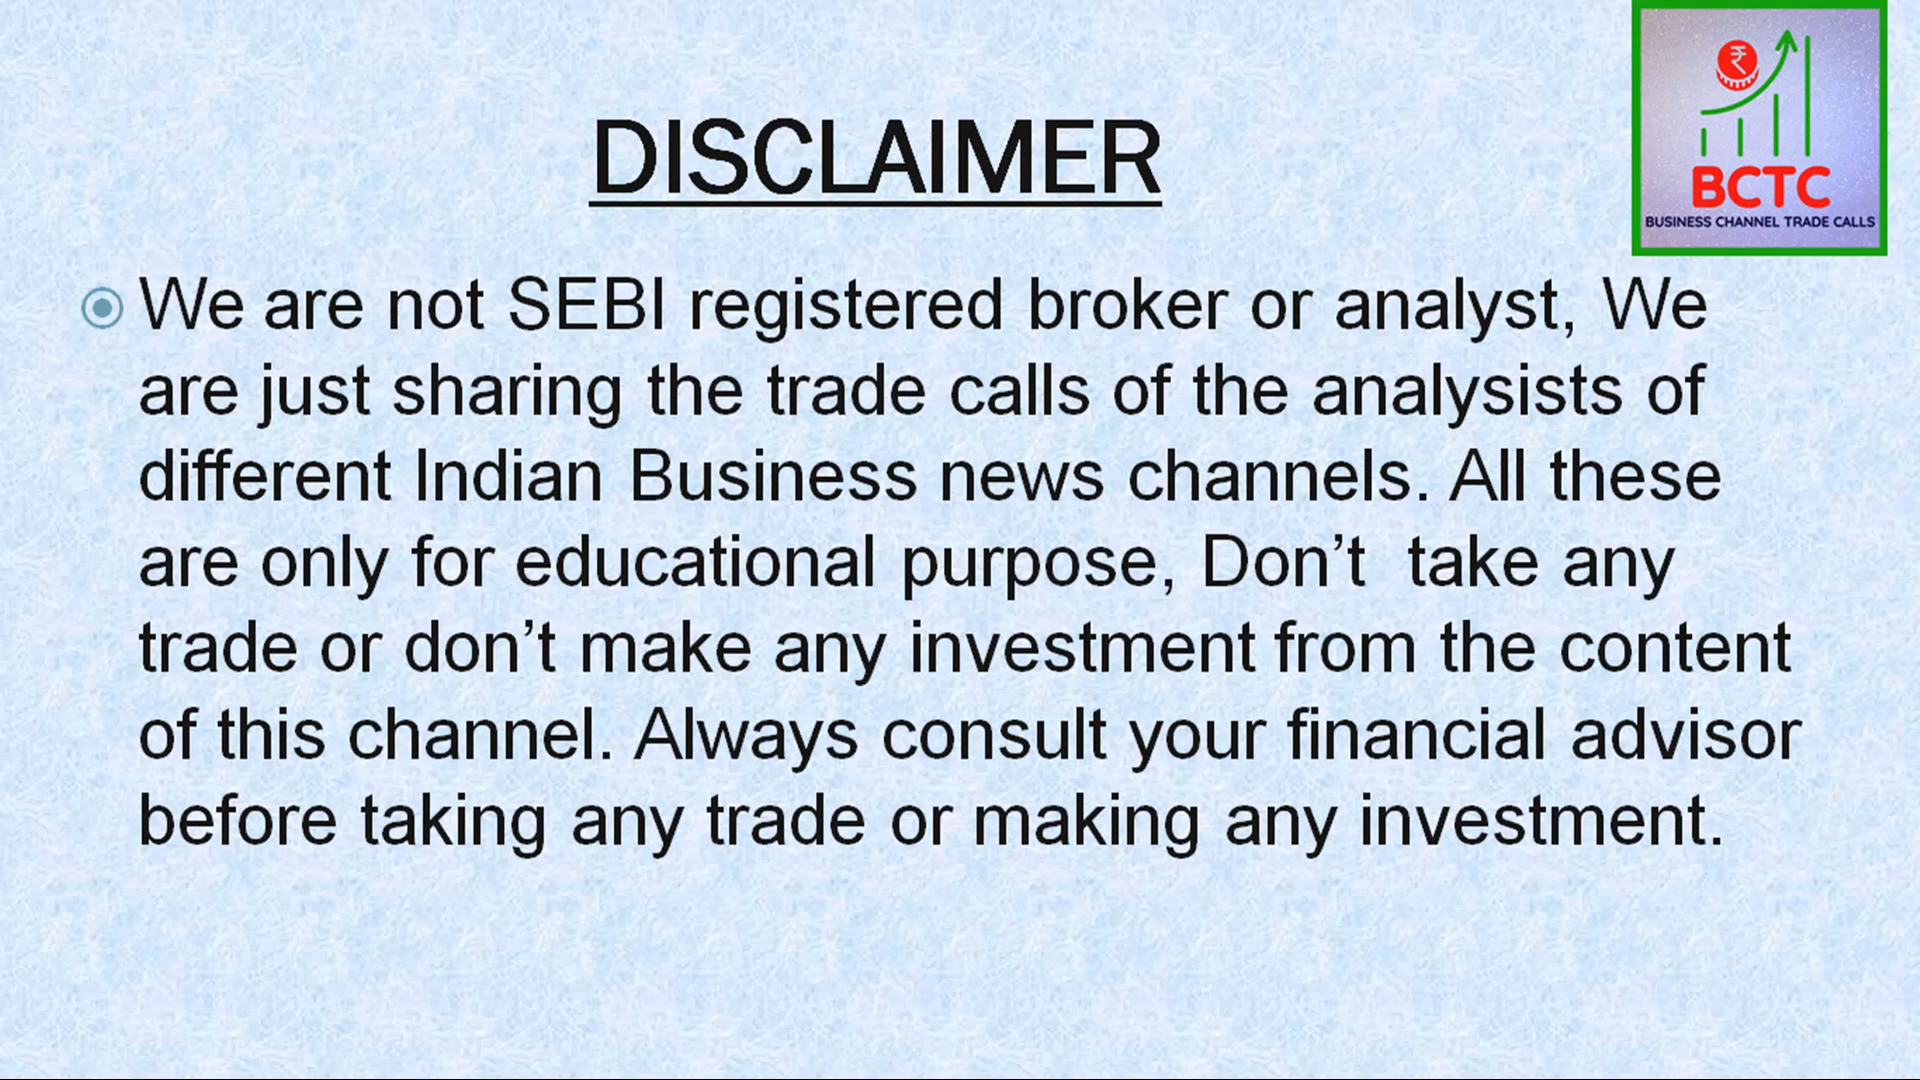 DISCLAIMER
₹
BCTC
BUSINESS CHANNEL TRADE CALLS
We are not SEBI registered broker or analyst, We
are just sharing the trade calls of the analysists of
different Indian Business news channels. All these
are only for educational purpose, Don’t  take any
trade or don’t make any investment from the content
of this channel. Always consult your financial advisor
before taking any trade or making any investment.